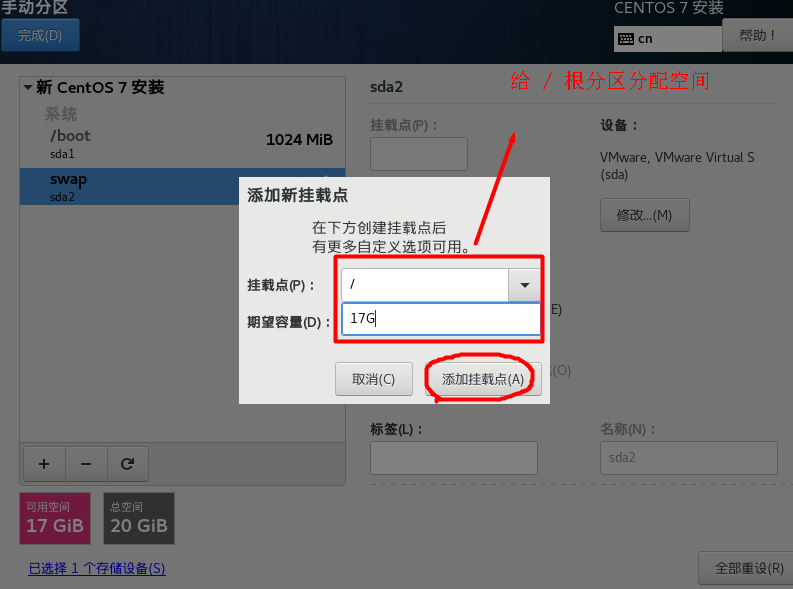 手动分区
CENTOS 7 安装
完成(D)
cn
帮助！
给 / 根分区分配空间
新 CentOS 7 安装
系统
/boot
1024 MiB
sda1
swap
sda2
sda2
挂载点(P)：
设备：
VMware, VMware Virtual S
(sda)
修改...(M)
添加新挂载点
在下方创建挂载点后
有更多自定义选项可用。
挂载点(P)：
/
期望容量(D)：
17G
取消(C)
添加挂载点(A)
E)
(O)
标签(L)：
名称(N)：
sda2
可用空间
17 GiB
总空间
20 GiB
已选择 1 个存储设备(S)
全部重设(R)